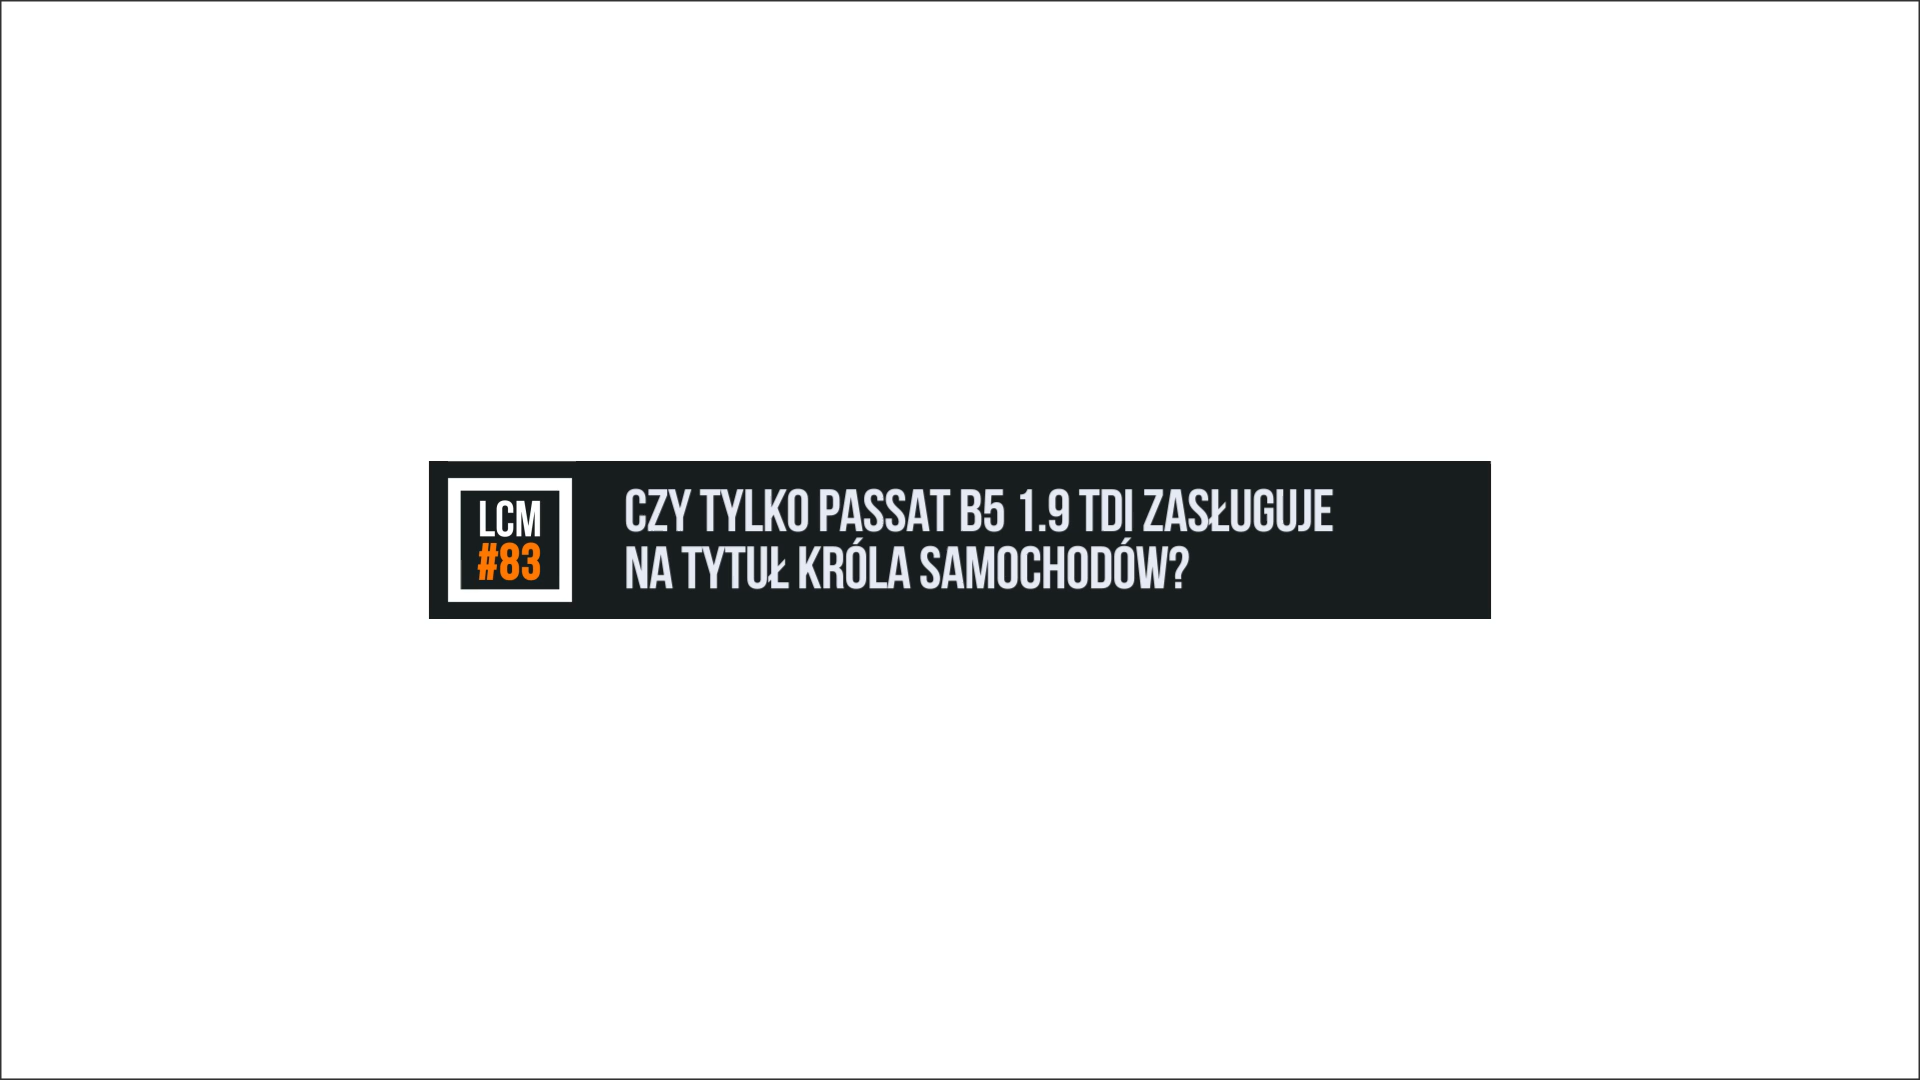 LCM
#83
CZY TYLKO PASSAT B5 1.9 TDI ZASŁUGUJE
NA TYTUŁ KRÓLA SAMOCHODÓW?